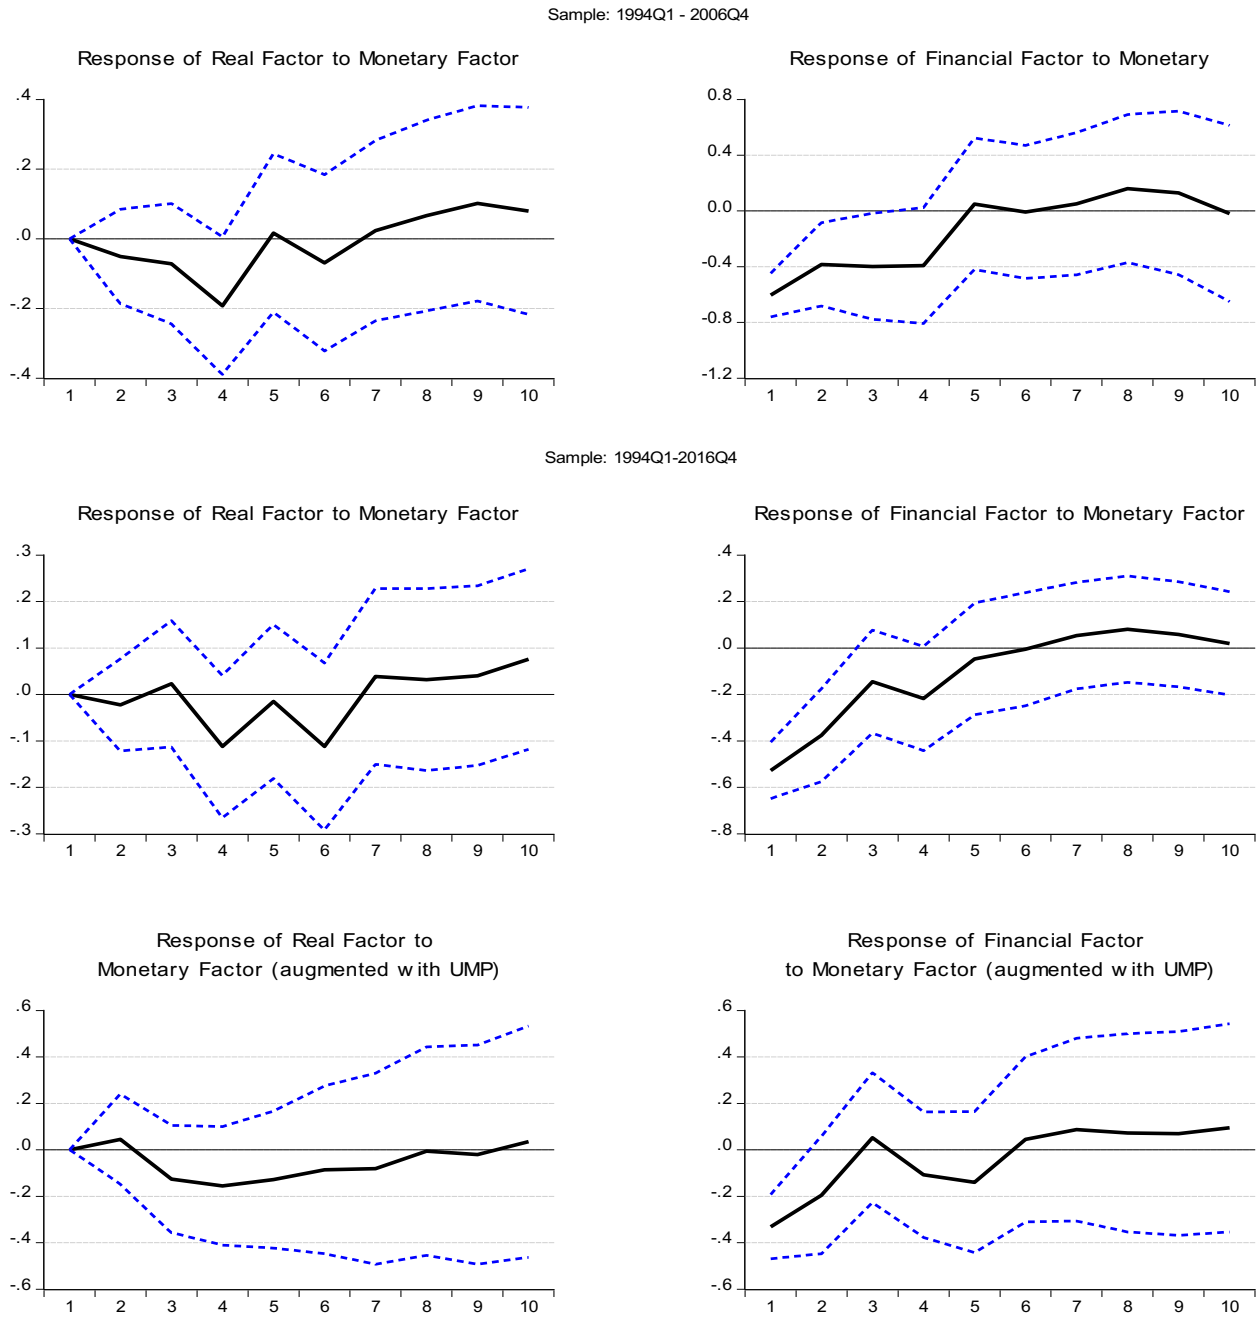 Sample: 1994Q1 - 2006Q4
Response of Real Factor to Monetary Factor
.4
.2
.0
-.2
-.4
1 2 3 4 5 6 7 8 9 10
Response of Financial Factor to Monetary
0.8
0.4
0.0
-0.4
-0.8
-1.2
1 2 3 4 5 6 7 8 9 10
Sample: 1994Q1-2016Q4
Response of Real Factor to Monetary Factor
.3
.2
.1
.0
-.1
-.2
-.3
1 2 3 4 5 6 7 8 9 10
Response of Financial Factor to Monetary Factor
.4
.2
.0
-.2
-.4
-.6
-.8
1 2 3 4 5 6 7 8 9 10
Response of Real Factor to
Monetary Factor (augmented with UMP)
.6
.4
.2
.0
-.2
-.4
-.6
1 2 3 4 5 6 7 8 9 10
Response of Financial Factor
to Monetary Factor (augmented with UMP)
.6
.4
.2
.0
-.2
-.4
-.6
1 2 3 4 5 6 7 8 9 10